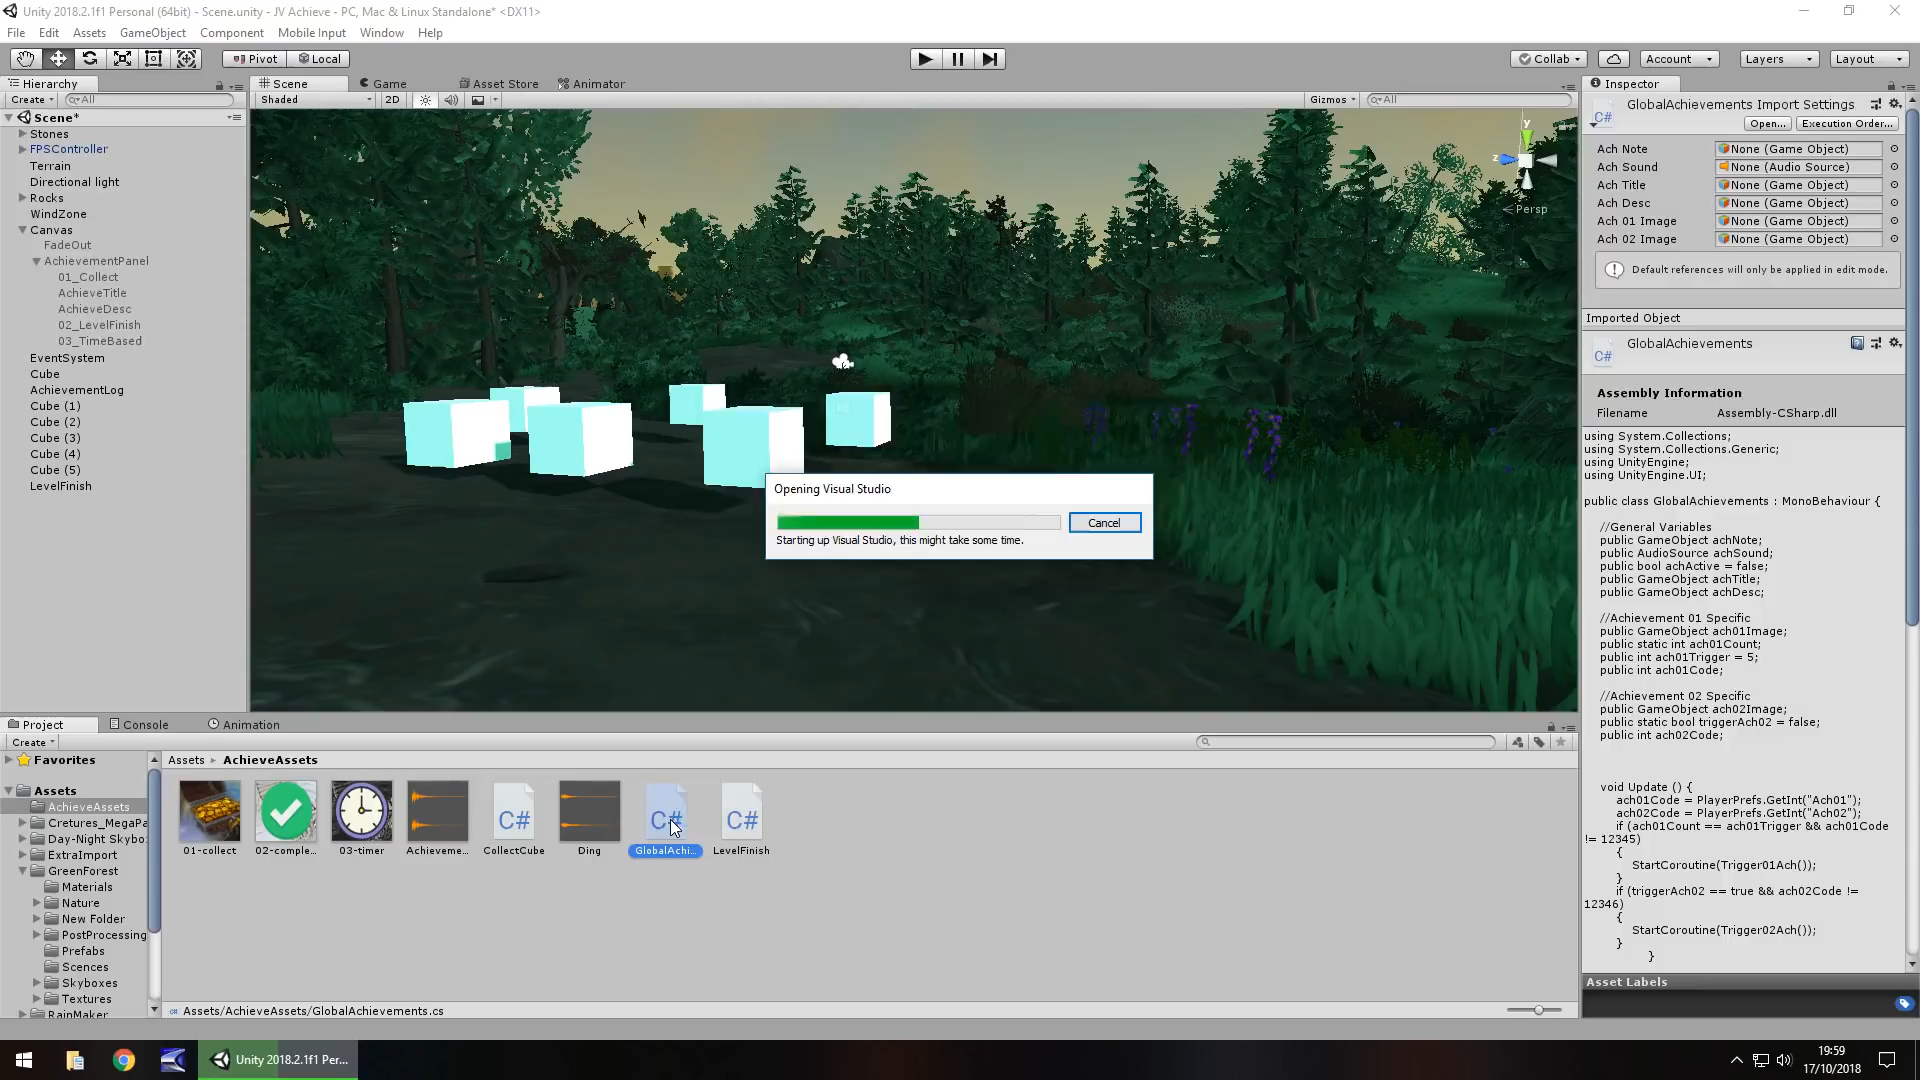 Unity 2018.2.1f1 Personal (64bit) - Scene.unity - JV Achieve - PC, Mac & Linux Standalone* <DX11>
File Edit Assets GameObject Component Mobile Input Window Help
Pivot Local Collab Account Layers Layout
Hierarchy Scene Game Asset Store Animator Inspector
Create All Shaded 2D Gizmos All
Scene*
Stones
FPSController
Terrain
Directional light
Rocks
WindZone
Canvas
FadeOut
AchievementPanel
01_Collect
AchieveTitle
AchieveDesc
02_LevelFinish
03_TimeBased
EventSystem
Cube
AchievementLog
Cube (1)
Cube (2)
Cube (3)
Cube (4)
Cube (5)
LevelFinish
y
z
Persp
Opening Visual Studio
Cancel
Starting up Visual Studio, this might take some time.
C#
GlobalAchievements Import Settings
Open... Execution Order...
Ach Note None (Game Object)
Ach Sound None (Audio Source)
Ach Title None (Game Object)
Ach Desc None (Game Object)
Ach 01 Image None (Game Object)
Ach 02 Image None (Game Object)
Default references will only be applied in edit mode.
Imported Object
C#
GlobalAchievements
Assembly Information
Filename Assembly-CSharp.dll
using System.Collections;
using System.Collections.Generic;
using UnityEngine;
using UnityEngine.UI;
public class GlobalAchievements : MonoBehaviour {
//General Variables
public GameObject achNote;
public AudioSource achSound;
public bool achActive = false;
public GameObject achTitle;
public GameObject achDesc;
//Achievement 01 Specific
public GameObject ach01Image;
public static int ach01Count;
public int ach01Trigger = 5;
public int ach01Code;
//Achievement 02 Specific
public GameObject ach02Image;
public static bool triggerAch02 = false;
public int ach02Code;
void Update () {
ach01Code = PlayerPrefs.GetInt("Ach01");
ach02Code = PlayerPrefs.GetInt("Ach02");
if (ach01Count == ach01Trigger && ach01Code
!= 12345)
{
StartCoroutine(Trigger01Ach());
}
if (triggerAch02 == true && ach02Code !=
12346)
{
StartCoroutine(Trigger02Ach());
}
}
Asset Labels
Project Console Animation
Create
Favorites
Assets
AchieveAssets
Cretures_MegaPa
Day-Night Skybo
ExtraImport
GreenForest
Materials
Nature
New Folder
PostProcessing
Prefabs
Scences
Skyboxes
Textures
RainMaker
Assets ▸ AchieveAssets
C# C# C#
01-collect 02-comple... 03-timer Achieveme... CollectCube Ding GlobalAchi... LevelFinish
Assets/AchieveAssets/GlobalAchievements.cs
Unity 2018.2.1f1 Per...
19:59
17/10/2018